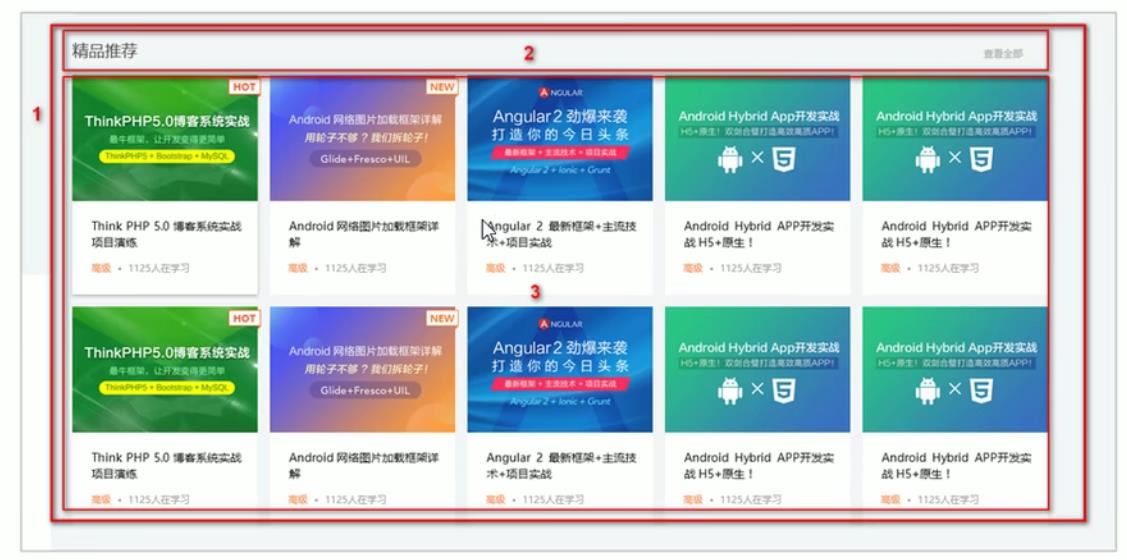 精品推荐
2
查看全部
1
HOT
ThinkPHP5.0博客系统实战
最牛框架，让开发变得更简单
ThinkPHP5 + Bootstrap + MySQL
NEW
Android 网络图片加载框架详解
用轮子不够？我们拆轮子!
Glide+Fresco+UIL
ANGULAR
Angular2 劲爆来袭
打造你的今日头条
最新框架 + 主流技术 + 项目实战
Angular2 + Ionic + Grunt
Android Hybrid App开发实战
H5+原生！双剑合璧打造高效高质APP!
Android Hybrid App开发实战
H5+原生！双剑合璧打造高效高质APP!
Think PHP 5.0 博客系统实战
项目演练
高级 • 1125人在学习
Android 网络图片加载框架详
解
高级 • 1125人在学习
Angular 2 最新框架+主流技
术+项目实战
高级 • 1125人在学习
Android Hybrid APP开发实
战 H5+原生！
高级 • 1125人在学习
Android Hybrid APP开发实
战 H5+原生！
高级 • 1125人在学习
3
HOT
ThinkPHP5.0博客系统实战
最牛框架，让开发变得更简单
ThinkPHP5 + Bootstrap + MySQL
NEW
Android 网络图片加载框架详解
用轮子不够？我们拆轮子!
Glide+Fresco+UIL
ANGULAR
Angular2 劲爆来袭
打造你的今日头条
最新框架 + 主流技术 + 项目实战
Angular2 + Ionic + Grunt
Android Hybrid App开发实战
H5+原生！双剑合璧打造高效高质APP!
Android Hybrid App开发实战
H5+原生！双剑合璧打造高效高质APP!
Think PHP 5.0 博客系统实战
项目演练
高级 • 1125人在学习
Android 网络图片加载框架详
解
高级 • 1125人在学习
Angular 2 最新框架+主流技
术+项目实战
高级 • 1125人在学习
Android Hybrid APP开发实
战 H5+原生！
高级 • 1125人在学习
Android Hybrid APP开发实
战 H5+原生！
高级 • 1125人在学习